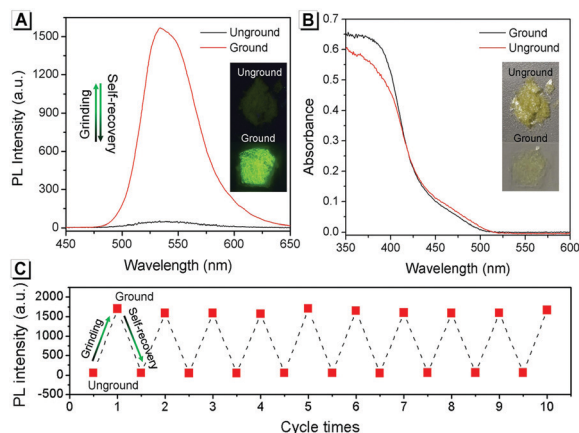 A
Unground
Ground
PL Intensity (a.u.)
1500
1200
900
600
300
0
Grinding
Self-recovery
Unground
Ground
450 500 550 600 650
Wavelength (nm)
B
Ground
Unground
Absorbance
0.7
0.6
0.5
0.4
0.3
0.2
0.1
0.0
Unground
Ground
350 400 450 500 550 600
Wavelength (nm)
C
PL intensity (a.u.)
2000
1500
1000
500
0
-500
Ground
Grinding
Self-recovery
Unground
0 1 2 3 4 5 6 7 8 9 10
Cycle times